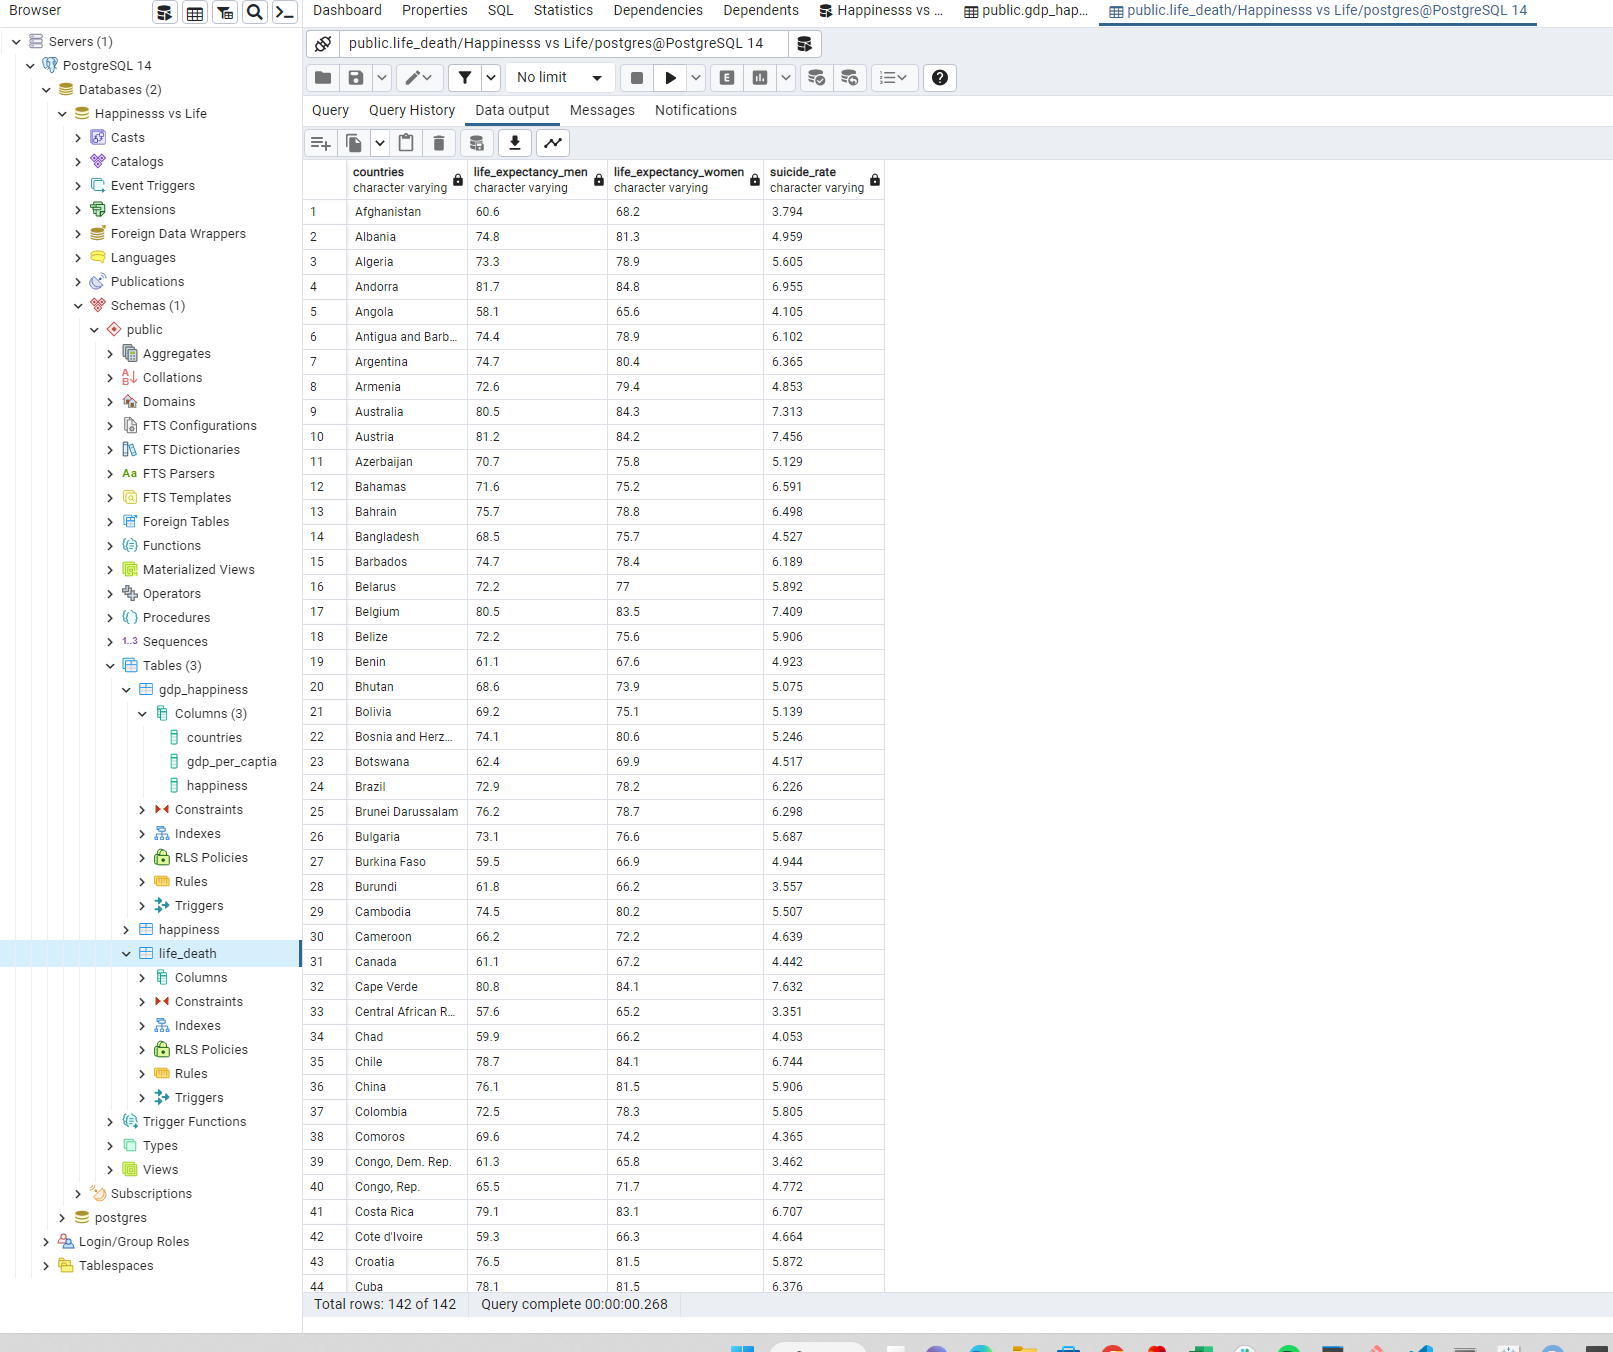 Browser
Dashboard Properties SQL Statistics Dependencies Dependents Happinesss vs ... public.gdp_hap... public.life_death/Happinesss vs Life/postgres@PostgreSQL 14
public.life_death/Happinesss vs Life/postgres@PostgreSQL 14
No limit
E
Query Query History Data output Messages Notifications
Servers (1)
PostgreSQL 14
Databases (2)
Happinesss vs Life
Casts
Catalogs
Event Triggers
Extensions
Foreign Data Wrappers
Languages
Publications
Schemas (1)
public
Aggregates
Collations
Domains
FTS Configurations
FTS Dictionaries
Aa FTS Parsers
FTS Templates
Foreign Tables
Functions
Materialized Views
Operators
Procedures
1..3 Sequences
Tables (3)
gdp_happiness
Columns (3)
countries
gdp_per_captia
happiness
Constraints
Indexes
RLS Policies
Rules
Triggers
happiness
life_death
Columns
Constraints
Indexes
RLS Policies
Rules
Triggers
Trigger Functions
Types
Views
Subscriptions
postgres
Login/Group Roles
Tablespaces
countries life_expectancy_men life_expectancy_women suicide_rate
character varying character varying character varying character varying
1 Afghanistan 60.6 68.2 3.794
2 Albania 74.8 81.3 4.959
3 Algeria 73.3 78.9 5.605
4 Andorra 81.7 84.8 6.955
5 Angola 58.1 65.6 4.105
6 Antigua and Barb... 74.4 78.9 6.102
7 Argentina 74.7 80.4 6.365
8 Armenia 72.6 79.4 4.853
9 Australia 80.5 84.3 7.313
10 Austria 81.2 84.2 7.456
11 Azerbaijan 70.7 75.8 5.129
12 Bahamas 71.6 75.2 6.591
13 Bahrain 75.7 78.8 6.498
14 Bangladesh 68.5 75.7 4.527
15 Barbados 74.7 78.4 6.189
16 Belarus 72.2 77 5.892
17 Belgium 80.5 83.5 7.409
18 Belize 72.2 75.6 5.906
19 Benin 61.1 67.6 4.923
20 Bhutan 68.6 73.9 5.075
21 Bolivia 69.2 75.1 5.139
22 Bosnia and Herz... 74.1 80.6 5.246
23 Botswana 62.4 69.9 4.517
24 Brazil 72.9 78.2 6.226
25 Brunei Darussalam 76.2 78.7 6.298
26 Bulgaria 73.1 76.6 5.687
27 Burkina Faso 59.5 66.9 4.944
28 Burundi 61.8 66.2 3.557
29 Cambodia 74.5 80.2 5.507
30 Cameroon 66.2 72.2 4.639
31 Canada 61.1 67.2 4.442
32 Cape Verde 80.8 84.1 7.632
33 Central African R... 57.6 65.2 3.351
34 Chad 59.9 66.2 4.053
35 Chile 78.7 84.1 6.744
36 China 76.1 81.5 5.906
37 Colombia 72.5 78.3 5.805
38 Comoros 69.6 74.2 4.365
39 Congo, Dem. Rep. 61.3 65.8 3.462
40 Congo, Rep. 65.5 71.7 4.772
41 Costa Rica 79.1 83.1 6.707
42 Cote d'Ivoire 59.3 66.3 4.664
43 Croatia 76.5 81.5 5.872
44 Cuba 78.1 81.5 6.376
Total rows: 142 of 142 Query complete 00:00:00.268